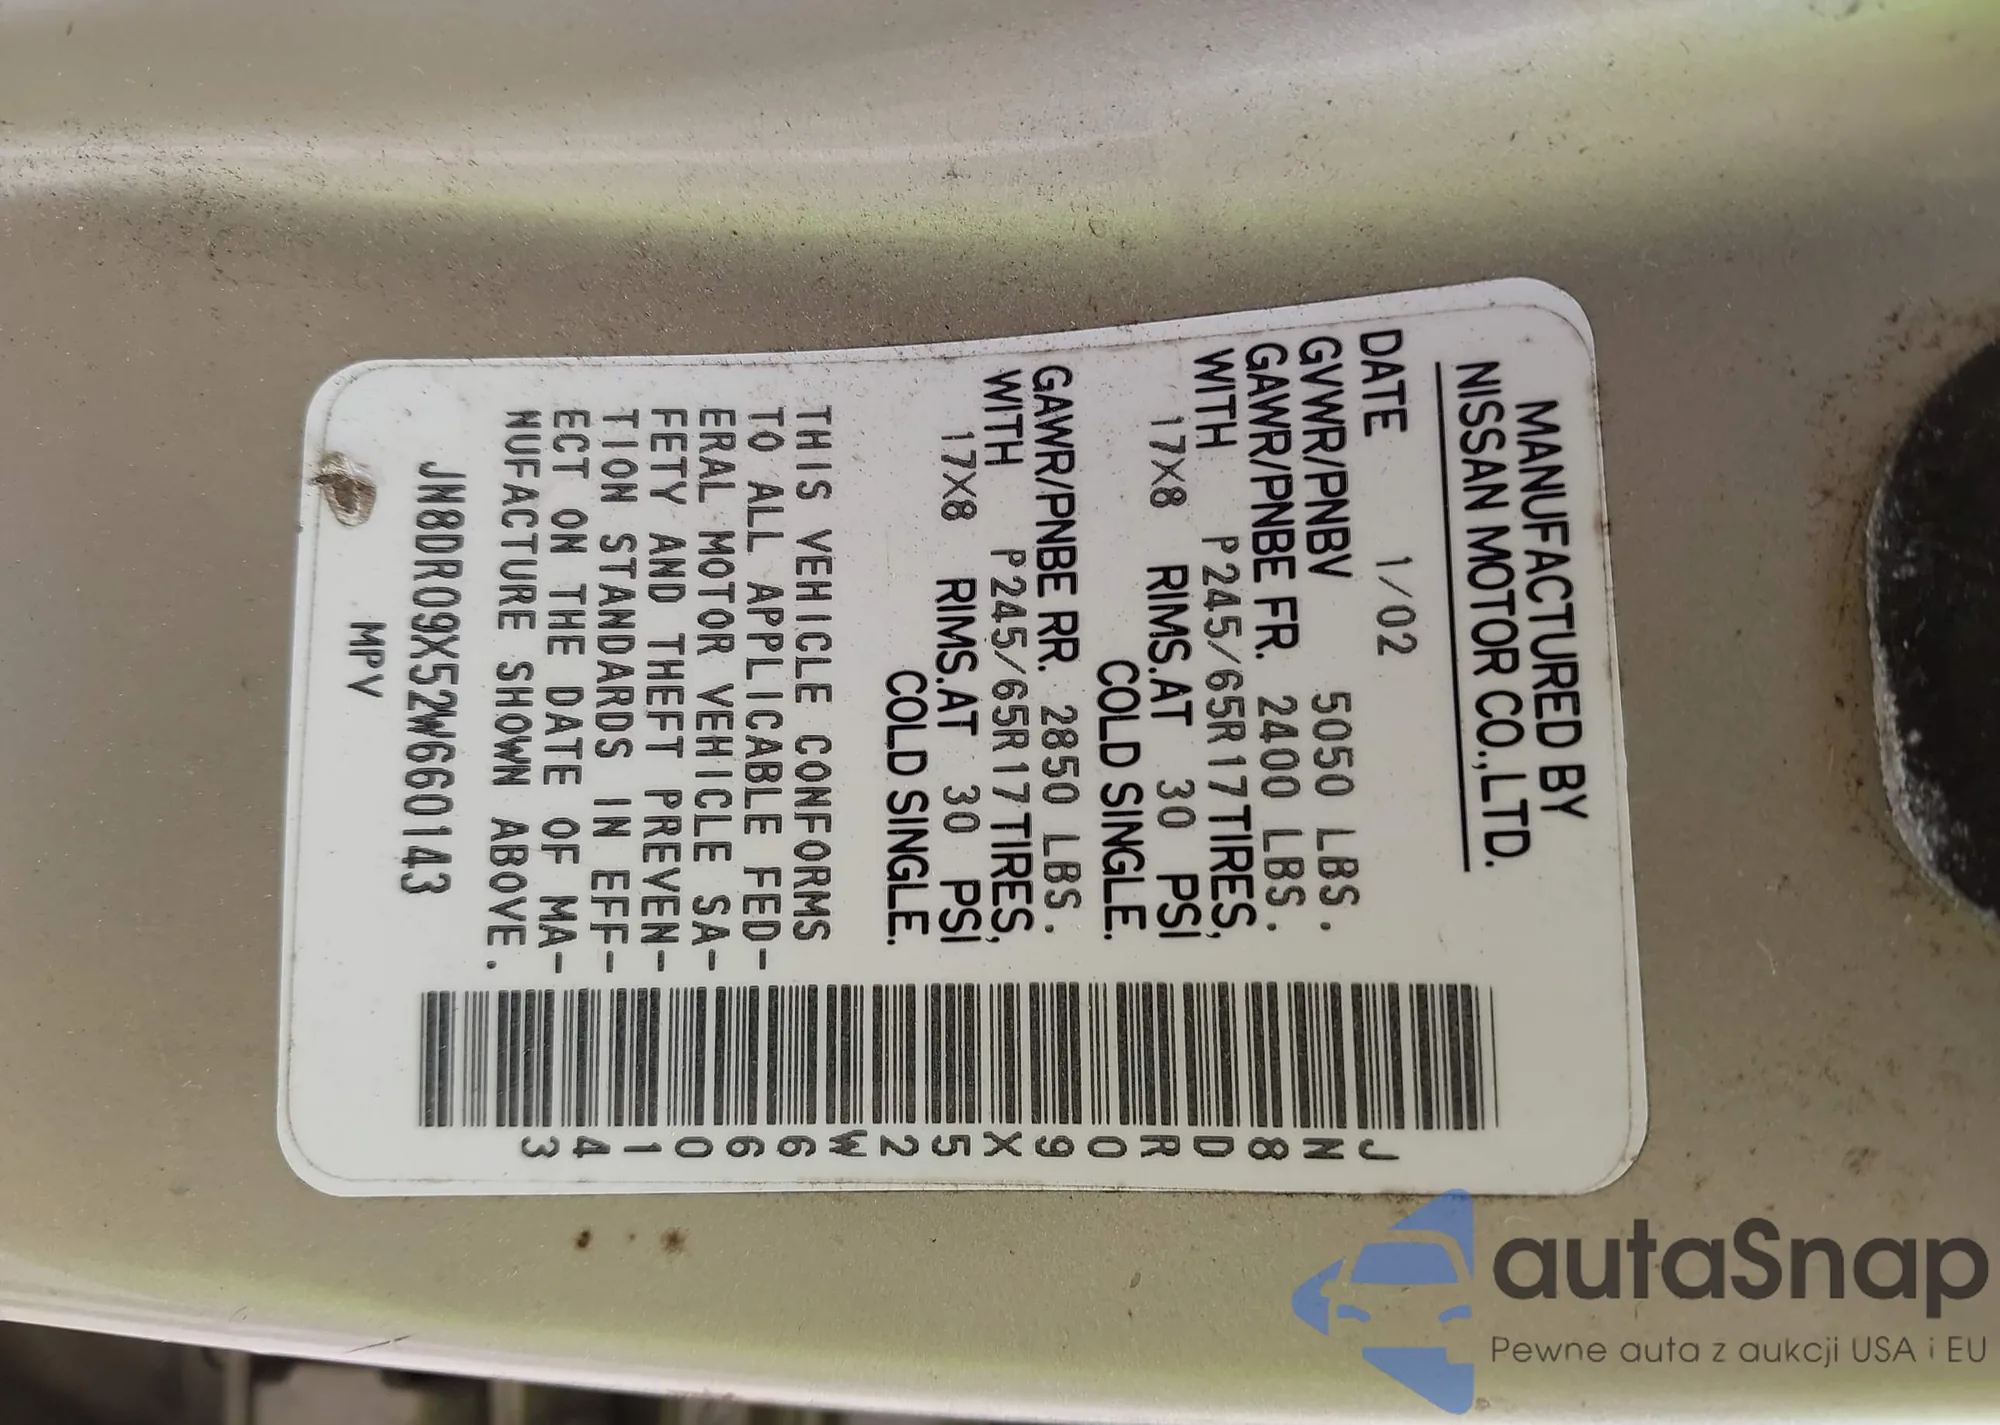 MANUFACTURED BY
NISSAN MOTOR CO.,LTD.
DATE 1/02
GVWR/PNBV 5050 LBS.
GAWR/PNBE FR. 2400 LBS.
WITH P245/65R17 TIRES,
17X8 RIMS.AT 30 PSI
COLD SINGLE.
GAWR/PNBE RR. 2850 LBS.
WITH P245/65R17 TIRES,
17X8 RIMS.AT 30 PSI
COLD SINGLE.
THIS VEHICLE CONFORMS
TO ALL APPLICABLE FED-
ERAL MOTOR VEHICLE SA-
FETY AND THEFT PREVEN-
TION STANDARDS IN EFF-
ECT ON THE DATE OF MA-
NUFACTURE SHOWN ABOVE.
JN8DR09X52W660143
MPV
JN8DR09X52W660143
autaSnap
Pewne auta z aukcji USA i EU